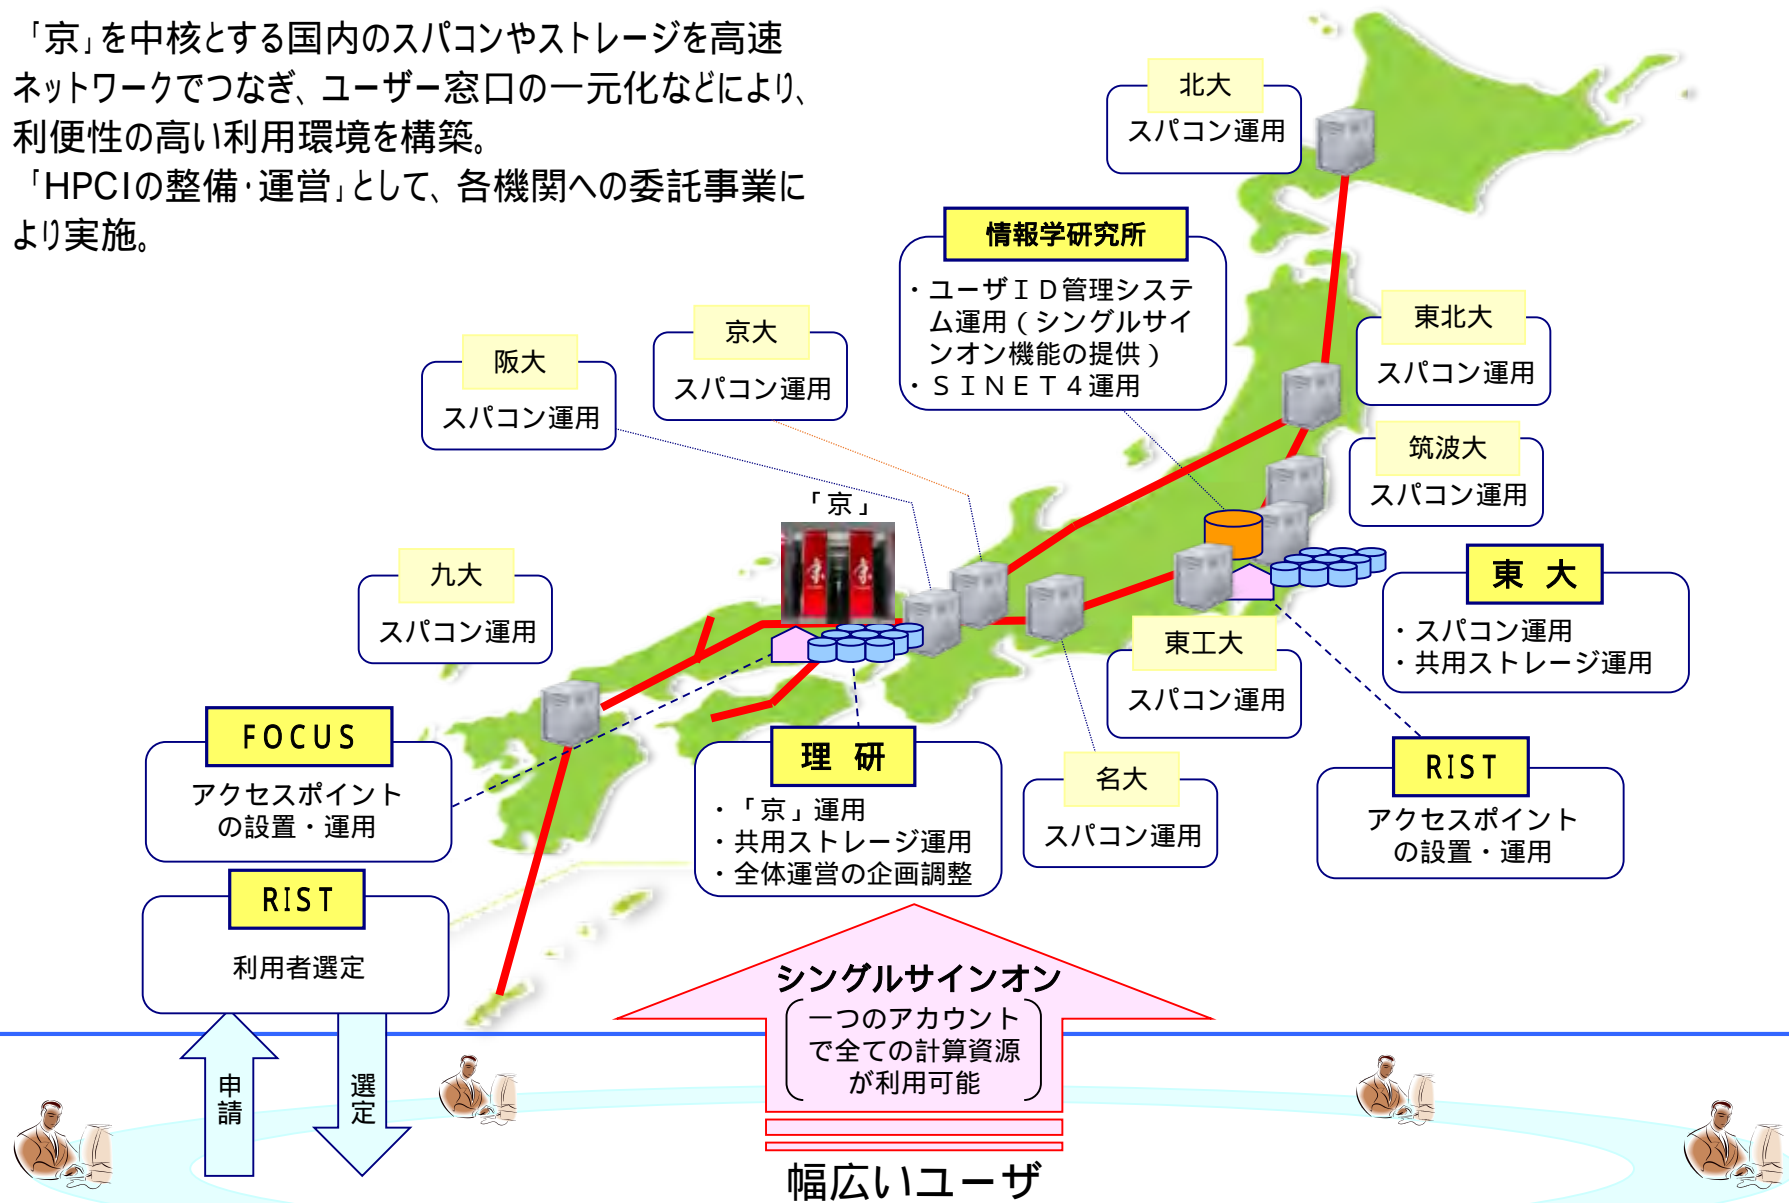 「京」を中核とする国内のスパコンやストレージを高速
ネットワークでつなぎ、ユーザー窓口の一元化などにより、
利便性の高い利用環境を構築。
「HPCIの整備・運営」として、各機関への委託事業に
より実施。
北大
スパコン運用
情報学研究所
・ユーザＩＤ管理システ
ム運用（シングルサイ
ンオン機能の提供）
・ＳＩＮＥＴ４運用
東北大
スパコン運用
京大
スパコン運用
阪大
スパコン運用
筑波大
スパコン運用
「京」
京
京
九大
スパコン運用
東 大
・スパコン運用
・共用ストレージ運用
東工大
スパコン運用
FOCUS
アクセスポイント
の設置・運用
理 研
・「京」運用
・共用ストレージ運用
・全体運営の企画調整
名大
スパコン運用
RIST
アクセスポイント
の設置・運用
RIST
利用者選定
申請
選定
シングルサインオン
一つのアカウント
で全ての計算資源
が利用可能
幅広いユーザ